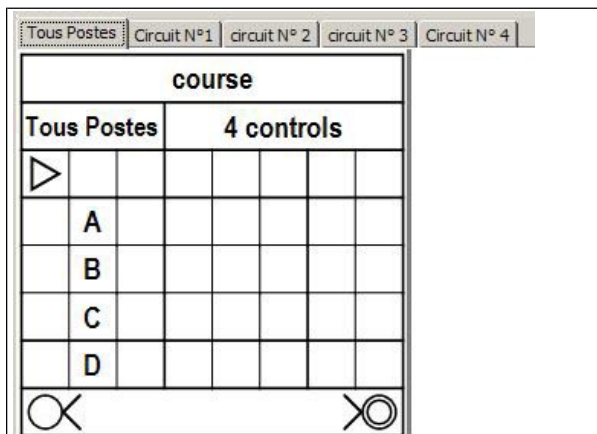 Tous Postes Circuit N°1 circuit N° 2 circuit N° 3 Circuit N° 4
course
Tous Postes 4 controls
A
B
C
D